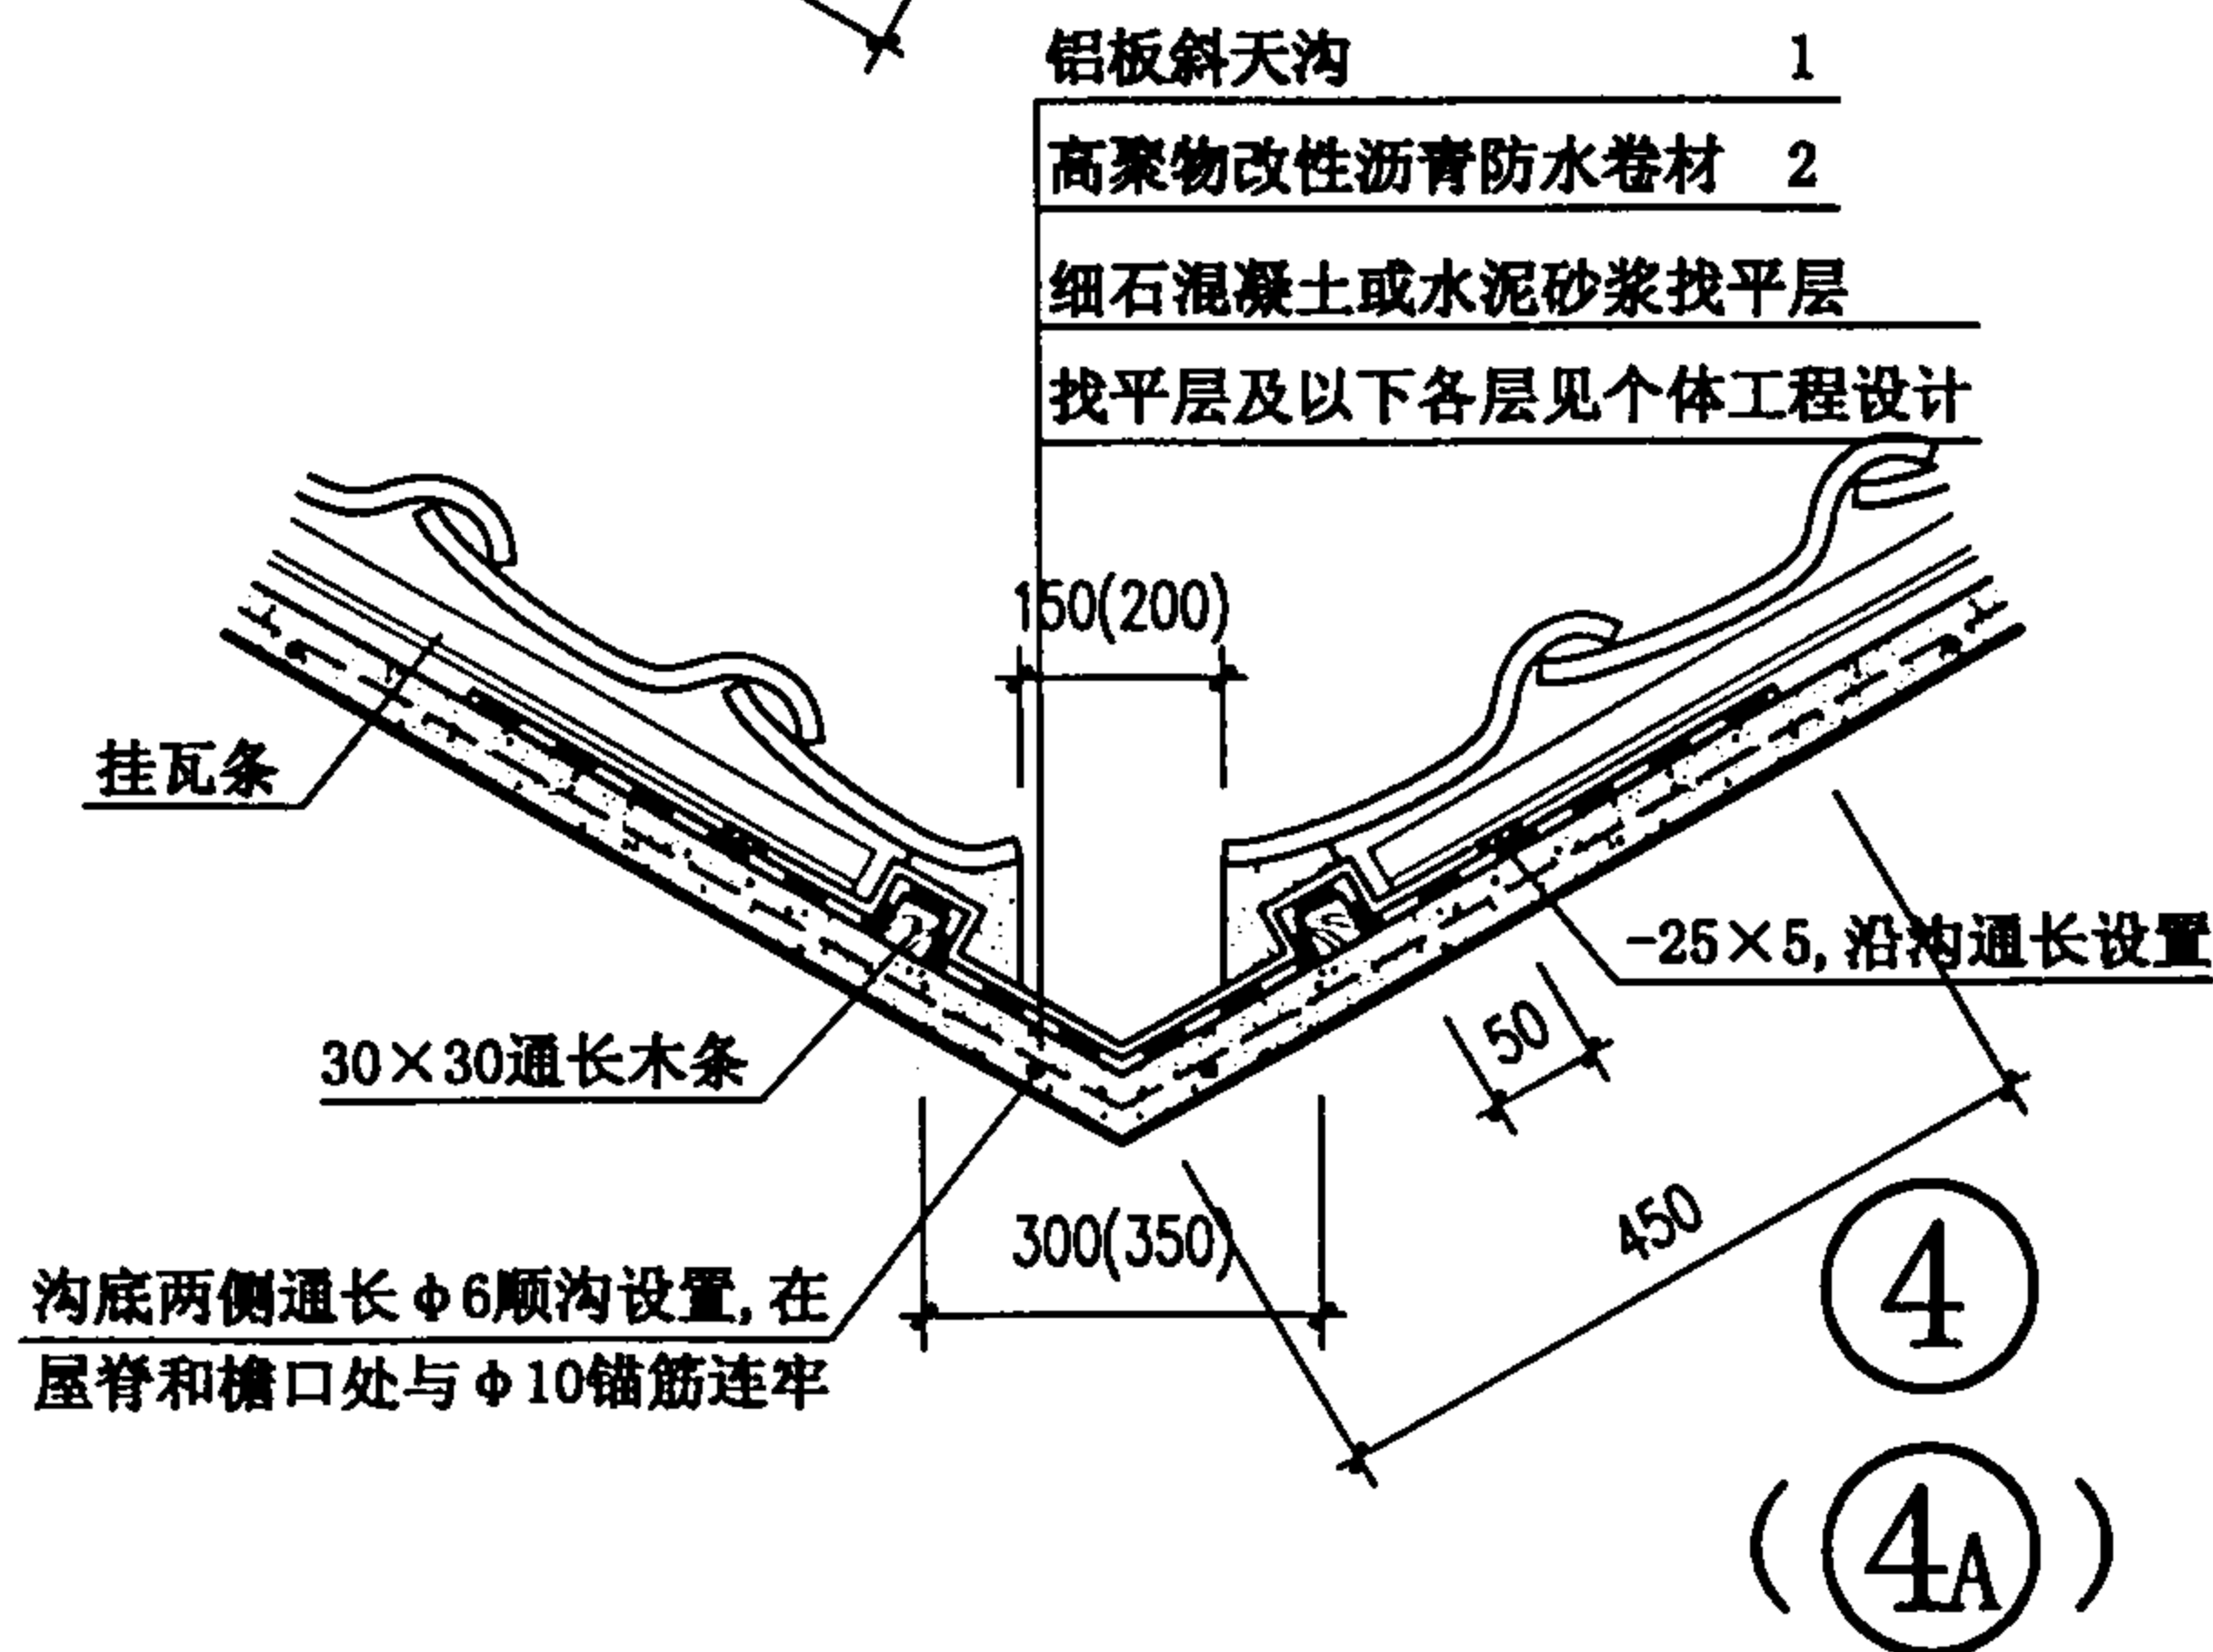 铝板斜天沟 1
高聚物改性沥青防水卷材 2
细石混凝土或水泥砂浆找平层
找平层及以下各层见个体工程设计
150(200)
挂瓦条
-25×5,沿沟通长设置
50
30×30通长木条
450
300(350)
沟底两侧通长φ6顺沟设置,在
屋脊和檐口处与φ10锚筋连牢
4
(4A)